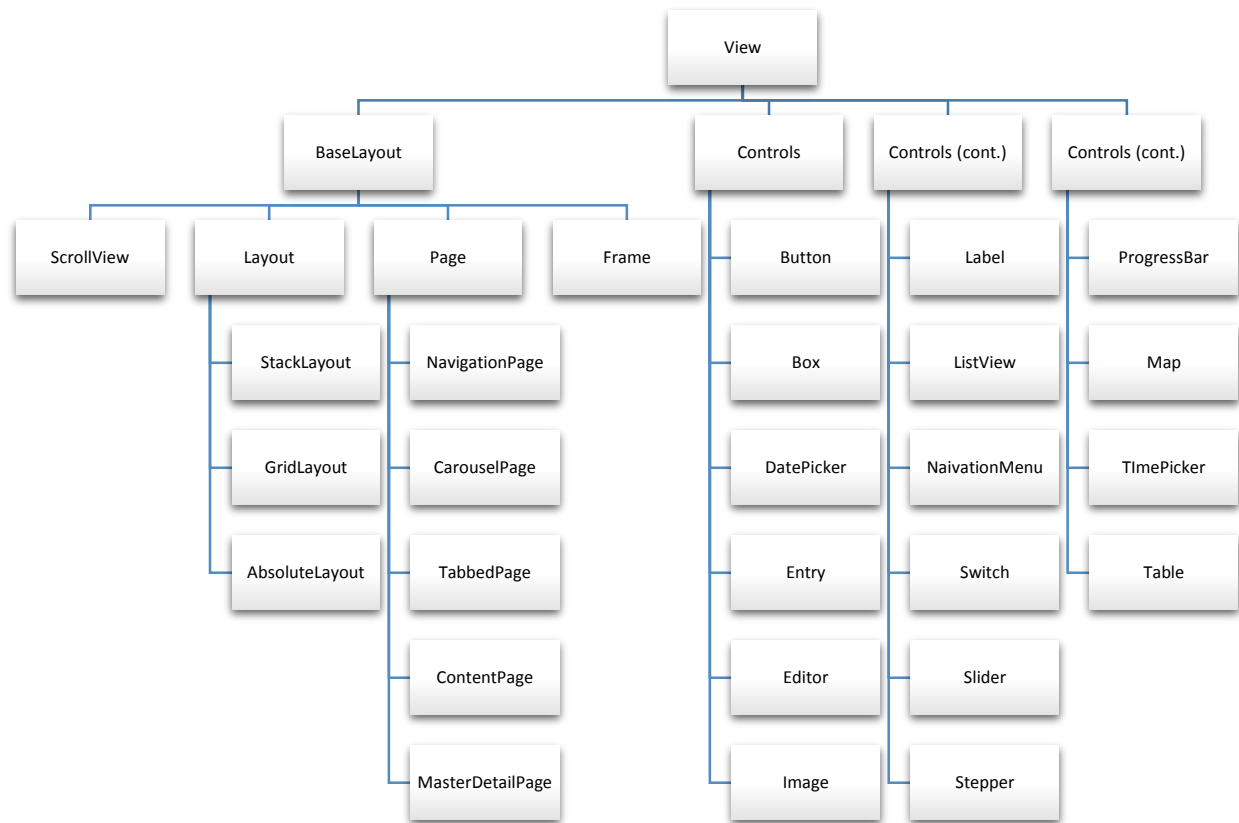 View
BaseLayout
Controls
Controls (cont.)
Controls (cont.)
ScrollView
Layout
Page
Frame
Button
Label
ProgressBar
StackLayout
NavigationPage
Box
ListView
Map
GridLayout
CarouselPage
DatePicker
NaivationMenu
TImePicker
AbsoluteLayout
TabbedPage
Entry
Switch
Table
ContentPage
Editor
Slider
MasterDetailPage
Image
Stepper